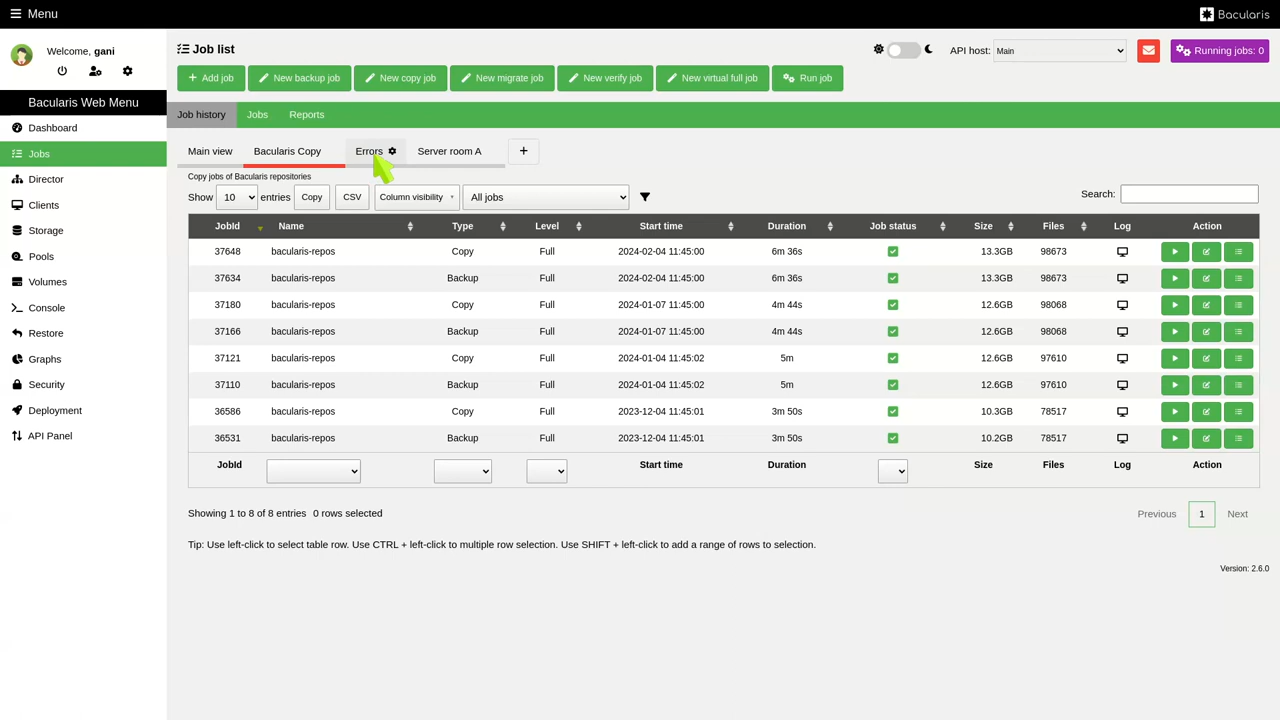 Menu
Bacularis
Welcome, gani
Bacularis Web Menu
Dashboard
Jobs
Director
Clients
Storage
Pools
Volumes
Console
Restore
Graphs
Security
Deployment
API Panel
Job list
API host: Main
Running jobs: 0
Add job New backup job New copy job New migrate job New verify job New virtual full job Run job
Job history Jobs Reports
Main view Bacularis Copy Errors Server room A +
Copy jobs of Bacularis repositories
Show 10 entries Copy CSV Column visibility All jobs Search:
JobId Name Type Level Start time Duration Job status Size Files Log Action
37648 bacularis-repos Copy Full 2024-02-04 11:45:00 6m 36s 13.3GB 98673
37634 bacularis-repos Backup Full 2024-02-04 11:45:00 6m 36s 13.3GB 98673
37180 bacularis-repos Copy Full 2024-01-07 11:45:00 4m 44s 12.6GB 98068
37166 bacularis-repos Backup Full 2024-01-07 11:45:00 4m 44s 12.6GB 98068
37121 bacularis-repos Copy Full 2024-01-04 11:45:02 5m 12.6GB 97610
37110 bacularis-repos Backup Full 2024-01-04 11:45:02 5m 12.6GB 97610
36586 bacularis-repos Copy Full 2023-12-04 11:45:01 3m 50s 10.3GB 78517
36531 bacularis-repos Backup Full 2023-12-04 11:45:01 3m 50s 10.2GB 78517
JobId Start time Duration Size Files Log Action
Showing 1 to 8 of 8 entries 0 rows selected
Previous 1 Next
Tip: Use left-click to select table row. Use CTRL + left-click to multiple row selection. Use SHIFT + left-click to add a range of rows to selection.
Version: 2.6.0